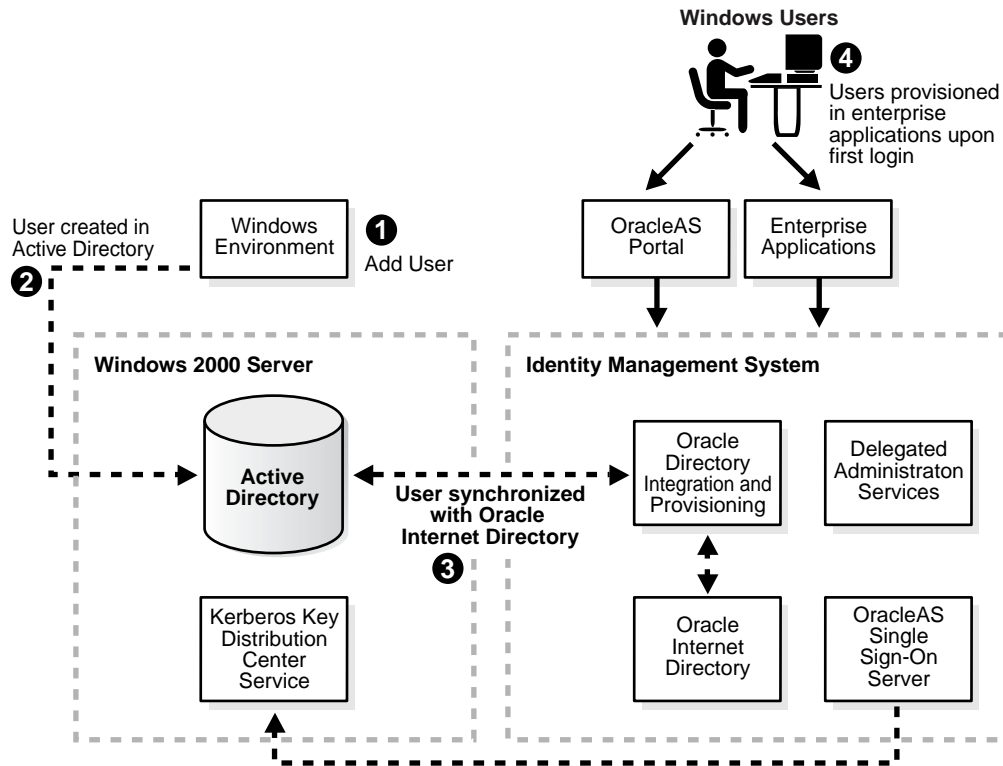 Windows Users
4
Users provisioned
in enterprise
applications upon
first login
User created in
Active Directory
2
Windows
Environment
1
Add User
OracleAS
Portal
Enterprise
Applications
Windows 2000 Server
Identity Management System
Active
Directory
User synchronized
with Oracle
Internet Directory
3
Oracle
Directory
Integration and
Provisioning
Delegated
Administraton
Services
Kerberos Key
Distribution
Center
Service
Oracle
Internet
Directory
OracleAS
Single
Sign-On
Server